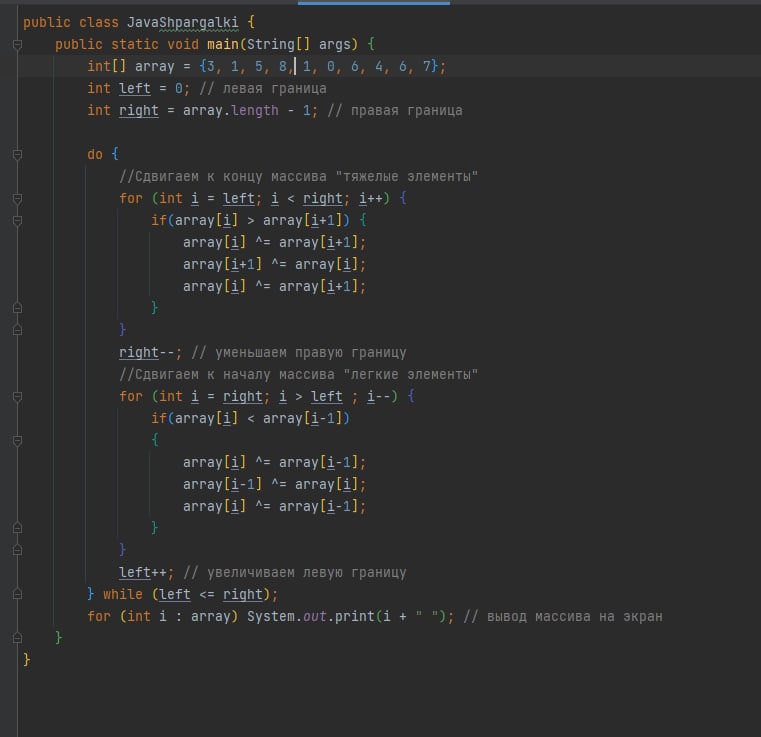 public class JavaShpargalki {
    public static void main(String[] args) {
        int[] array = {3, 1, 5, 8, 1, 0, 6, 4, 6, 7};
        int left = 0; // левая граница
        int right = array.length - 1; // правая граница

        do {
            //Сдвигаем к концу массива "тяжелые элементы"
            for (int i = left; i < right; i++) {
                if(array[i] > array[i+1]) {
                    array[i] ^= array[i+1];
                    array[i+1] ^= array[i];
                    array[i] ^= array[i+1];
                }
            }
            right--; // уменьшаем правую границу
            //Сдвигаем к началу массива "легкие элементы"
            for (int i = right; i > left ; i--) {
                if(array[i] < array[i-1])
                {
                    array[i] ^= array[i-1];
                    array[i-1] ^= array[i];
                    array[i] ^= array[i-1];
                }
            }
            left++; // увеличиваем левую границу
        } while (left <= right);
        for (int i : array) System.out.print(i + " "); // вывод массива на экран
    }
}